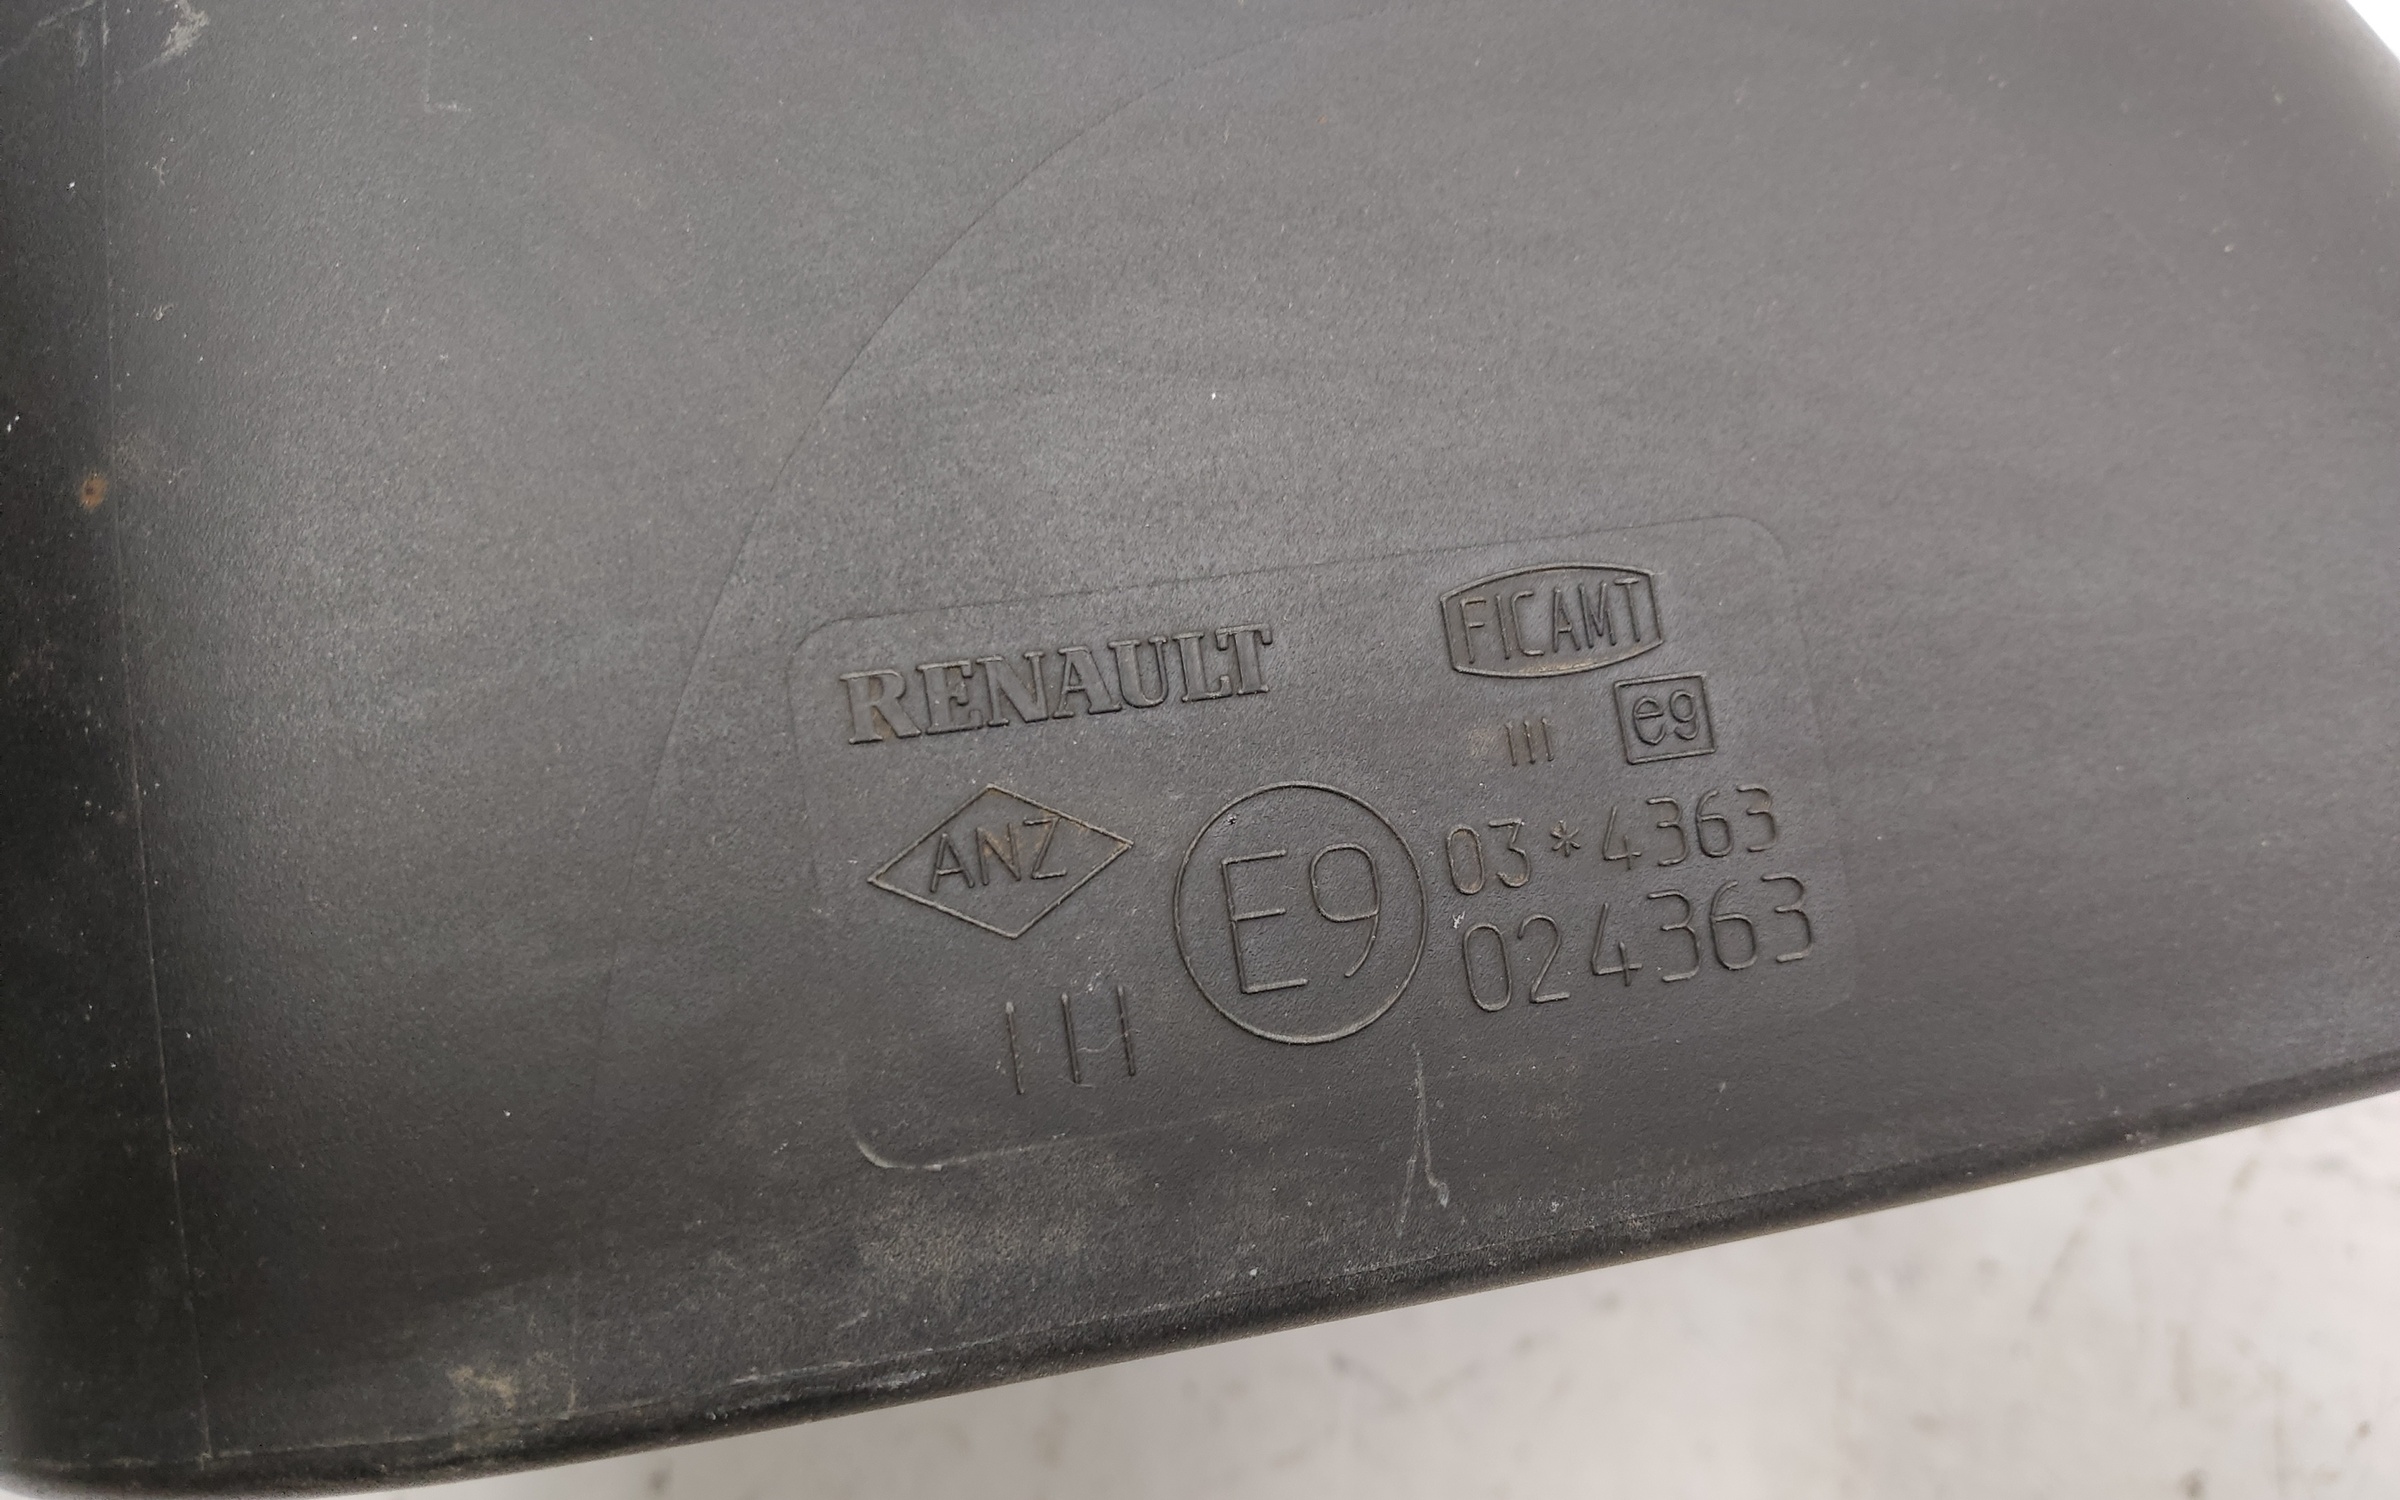 RENAULT
FICAMT
III e9
ANZ
E9
03*4363
024363
III